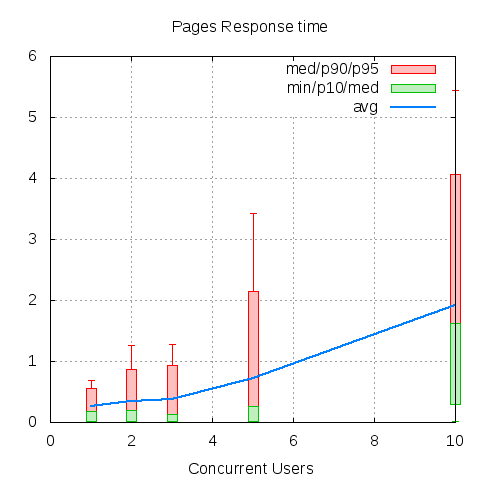 Pages Response time
med/p90/p95
min/p10/med
avg
6
5
4
3
2
1
0
0 2 4 6 8 10
Concurrent Users